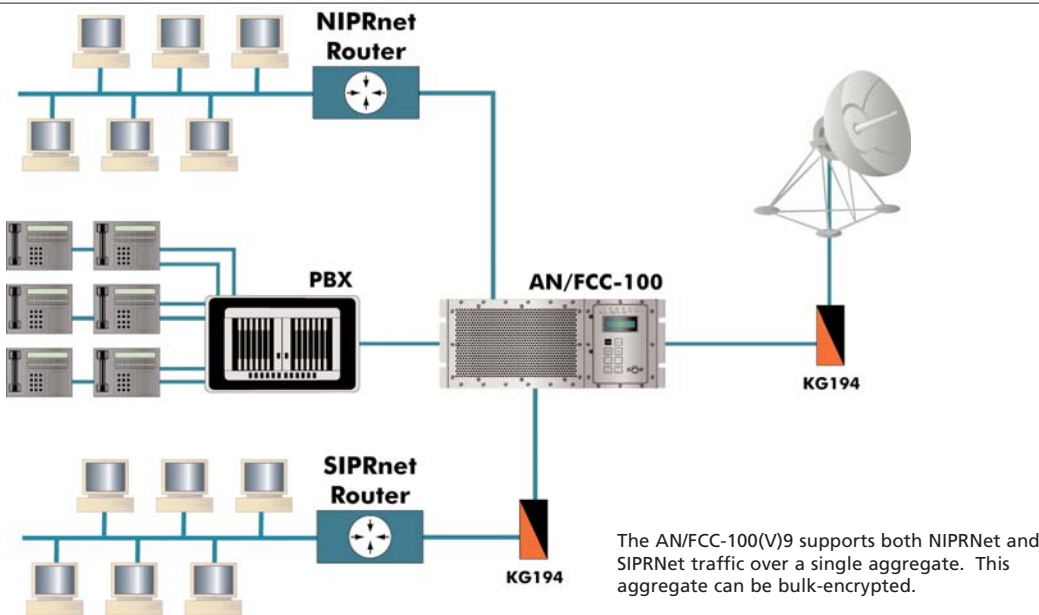 NIPRnet
Router
PBX
AN/FCC-100
KG194
SIPRnet
Router
KG194
The AN/FCC-100(V)9 supports both NIPRNet and
SIPRNet traffic over a single aggregate.  This
aggregate can be bulk-encrypted.